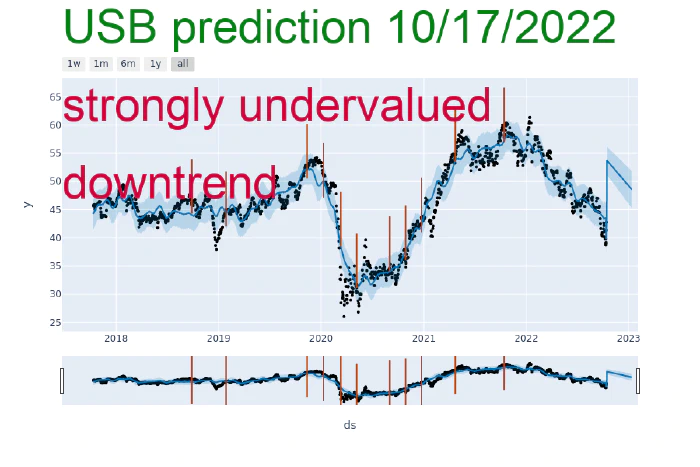 USB prediction 10/17/2022
1w 1m 6m 1y all
strongly undervalued
downtrend
65
60
55
50
45
40
35
30
25
y
2018 2019 2020 2021 2022 2023
ds